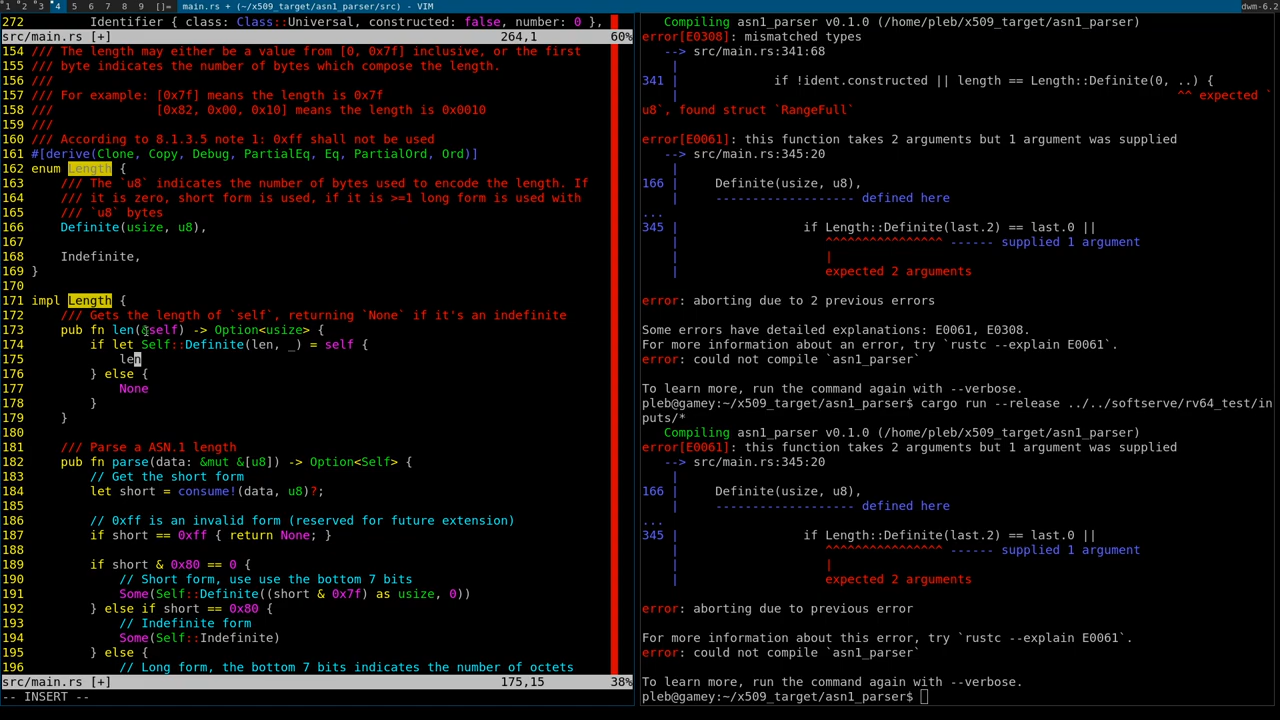 1 2 3 4 5 6 7 8 9 []= main.rs + (~/x509_target/asn1_parser/src) - VIM dwm-6.2
272         Identifier { class: Class::Universal, constructed: false, number: 0 },
src/main.rs [+] 264,1 60%
154 /// The length may either be a value from [0, 0x7f] inclusive, or the first
155 /// byte indicates the number of bytes which compose the length.
156 ///
157 /// For example: [0x7f] means the length is 0x7f
158 ///              [0x82, 0x00, 0x10] means the length is 0x0010
159 ///
160 /// According to 8.1.3.5 note 1: 0xff shall not be used
161 #[derive(Clone, Copy, Debug, PartialEq, Eq, PartialOrd, Ord)]
162 enum Length {
163     /// The `u8` indicates the number of bytes used to encode the length. If
164     /// it is zero, short form is used, if it is >=1 long form is used with
165     /// `u8` bytes
166     Definite(usize, u8),
167
168     Indefinite,
169 }
170
171 impl Length {
172     /// Gets the length of `self`, returning `None` if it's an indefinite
173     pub fn len(&self) -> Option<usize> {
174         if let Self::Definite(len, _) = self {
175             len
176         } else {
177             None
178         }
179     }
180
181     /// Parse a ASN.1 length
182     pub fn parse(data: &mut &[u8]) -> Option<Self> {
183         // Get the short form
184         let short = consume!(data, u8)?;
185
186         // 0xff is an invalid form (reserved for future extension)
187         if short == 0xff { return None; }
188
189         if short & 0x80 == 0 {
190             // Short form, use use the bottom 7 bits
191             Some(Self::Definite((short & 0x7f) as usize, 0))
192         } else if short == 0x80 {
193             // Indefinite form
194             Some(Self::Indefinite)
195         } else {
196             // Long form, the bottom 7 bits indicates the number of octets
src/main.rs [+] 175,15 38%
-- INSERT --
Compiling asn1_parser v0.1.0 (/home/pleb/x509_target/asn1_parser)
error[E0308]: mismatched types
--> src/main.rs:341:68
|
341 |             if !ident.constructed || length == Length::Definite(0, ..) {
| ^^ expected `
u8`, found struct `RangeFull`
error[E0061]: this function takes 2 arguments but 1 argument was supplied
--> src/main.rs:345:20
|
166 |     Definite(usize, u8),
|     ------------------- defined here
...
345 |                 if Length::Definite(last.2) == last.0 ||
|                    ^^^^^^^^^^^^^^^^ ------ supplied 1 argument
|                    |
|                    expected 2 arguments
error: aborting due to 2 previous errors
Some errors have detailed explanations: E0061, E0308.
For more information about an error, try `rustc --explain E0061`.
error: could not compile `asn1_parser`
To learn more, run the command again with --verbose.
pleb@gamey:~/x509_target/asn1_parser$ cargo run --release ../../softserve/rv64_test/in
puts/*
Compiling asn1_parser v0.1.0 (/home/pleb/x509_target/asn1_parser)
error[E0061]: this function takes 2 arguments but 1 argument was supplied
--> src/main.rs:345:20
|
166 |     Definite(usize, u8),
|     ------------------- defined here
...
345 |                 if Length::Definite(last.2) == last.0 ||
|                    ^^^^^^^^^^^^^^^^ ------ supplied 1 argument
|                    |
|                    expected 2 arguments
error: aborting due to previous error
For more information about this error, try `rustc --explain E0061`.
error: could not compile `asn1_parser`
To learn more, run the command again with --verbose.
pleb@gamey:~/x509_target/asn1_parser$